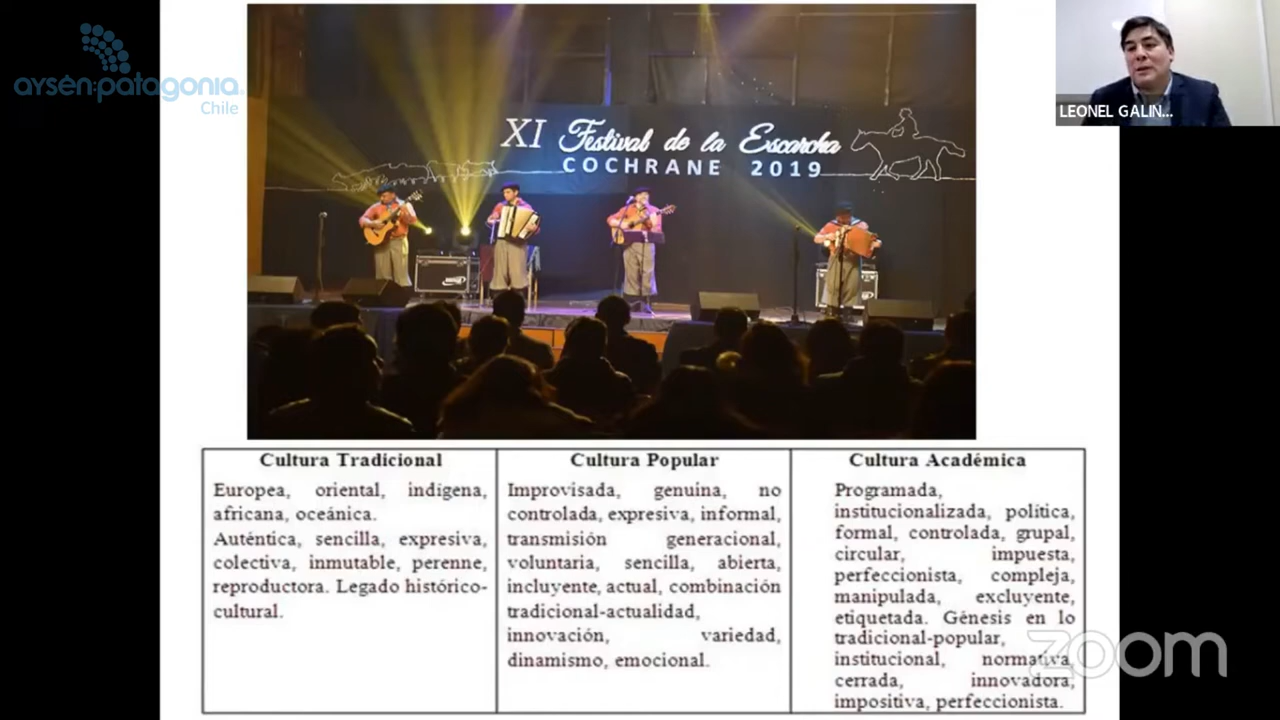 aysén:patagonia
Chile
LEONEL GALIN...
XI Festival de la Escarcha
COCHRANE 2019
Cultura Tradicional
Europea, oriental, indígena,
africana, oceánica.
Auténtica, sencilla, expresiva,
colectiva, inmutable, perenne,
reproductora. Legado histórico-
cultural.
Cultura Popular
Improvisada, genuina, no
controlada, expresiva, informal,
transmisión generacional,
voluntaria, sencilla, abierta,
incluyente, actual, combinación
tradicional-actualidad,
innovación, variedad,
dinamismo, emocional.
Cultura Académica
Programada,
institucionalizada, política,
formal, controlada, grupal,
circular, impuesta,
perfeccionista, compleja,
manipulada, excluyente,
etiquetada. Génesis en lo
tradicional-popular,
institucional, normativa,
cerrada, innovadora,
impositiva, perfeccionista.
zoom